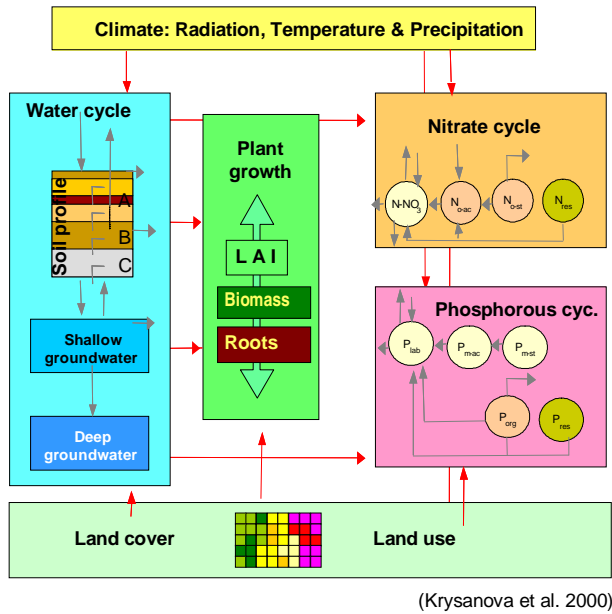 Climate: Radiation, Temperature & Precipitation
Water cycle
Soil profile
A
B
C
Shallow
groundwater
Deep
groundwater
Plant
growth
L A I
Biomass
Roots
Nitrate cycle
N-NO3
No-ac
No-st
Nres
Phosphorous cyc.
Plab
Pm-ac
Pm-st
Porg
Pres
Land cover
Land use
(Krysanova et al. 2000)